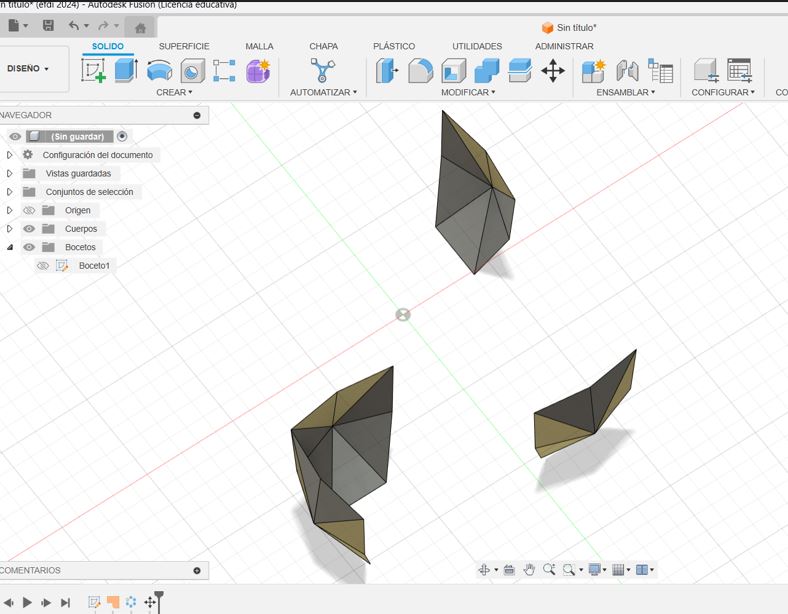 n título* (efdi 2024) - Autodesk Fusion (Licencia educativa)
Sin título*
SOLIDO SUPERFICIE MALLA CHAPA PLÁSTICO UTILIDADES ADMINISTRAR
DISEÑO
CREAR AUTOMATIZAR MODIFICAR ENSAMBLAR CONFIGURAR CO
NAVEGADOR
(Sin guardar)
Configuración del documento
Vistas guardadas
Conjuntos de selección
Origen
Cuerpos
Bocetos
Boceto1
COMENTARIOS